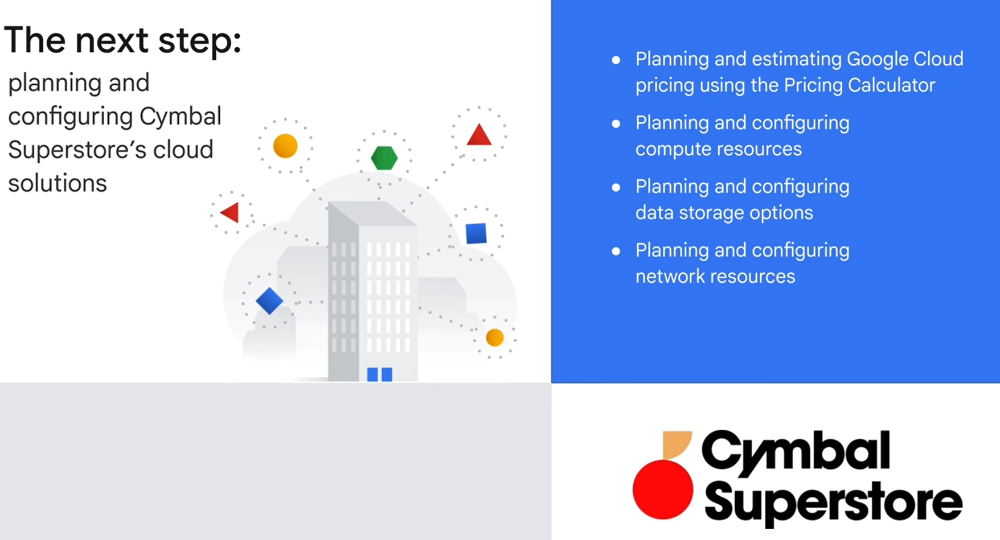 The next step:
planning and
configuring Cymbal
Superstore’s cloud
solutions
● Planning and estimating Google Cloud
pricing using the Pricing Calculator
● Planning and configuring
compute resources
● Planning and configuring
data storage options
● Planning and configuring
network resources
Cymbal
Superstore